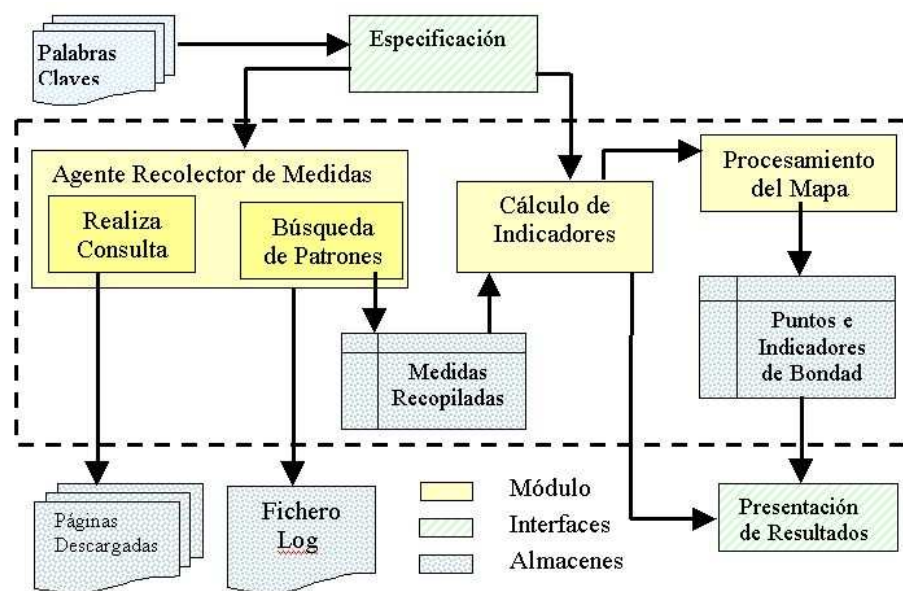 Palabras
Claves
Especificación
Agente Recolector de Medidas
Realiza
Consulta
Búsqueda
de Patrones
Cálculo de
Indicadores
Procesamiento
del Mapa
Medidas
Recopiladas
Puntos e
Indicadores
de Bondad
Páginas
Descargadas
Fichero
Log
Módulo
Interfaces
Almacenes
Presentación
de Resultados